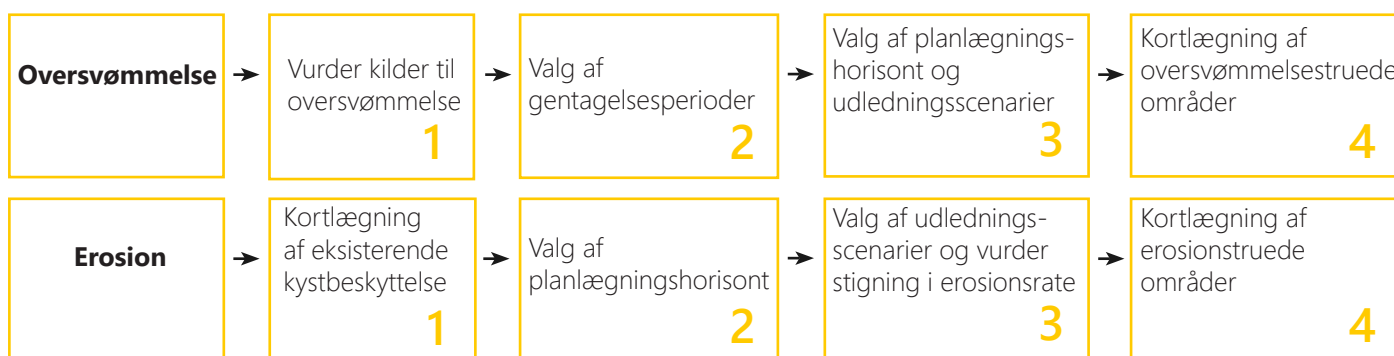 Oversvømmelse
Vurder kilder til
oversvømmelse
1
Valg af
gentagelsesperioder
2
Valg af planlægnings-
horisont og
udledningsscenarier
3
Kortlægning af
oversvømmelsestruede
områder
4
Erosion
Kortlægning
af eksisterende
kystbeskyttelse
1
Valg af
planlægningshorisont
2
Valg af udlednings-
scenarier og vurder
stigning i erosionsrate
3
Kortlægning af
erosionstruede
områder
4